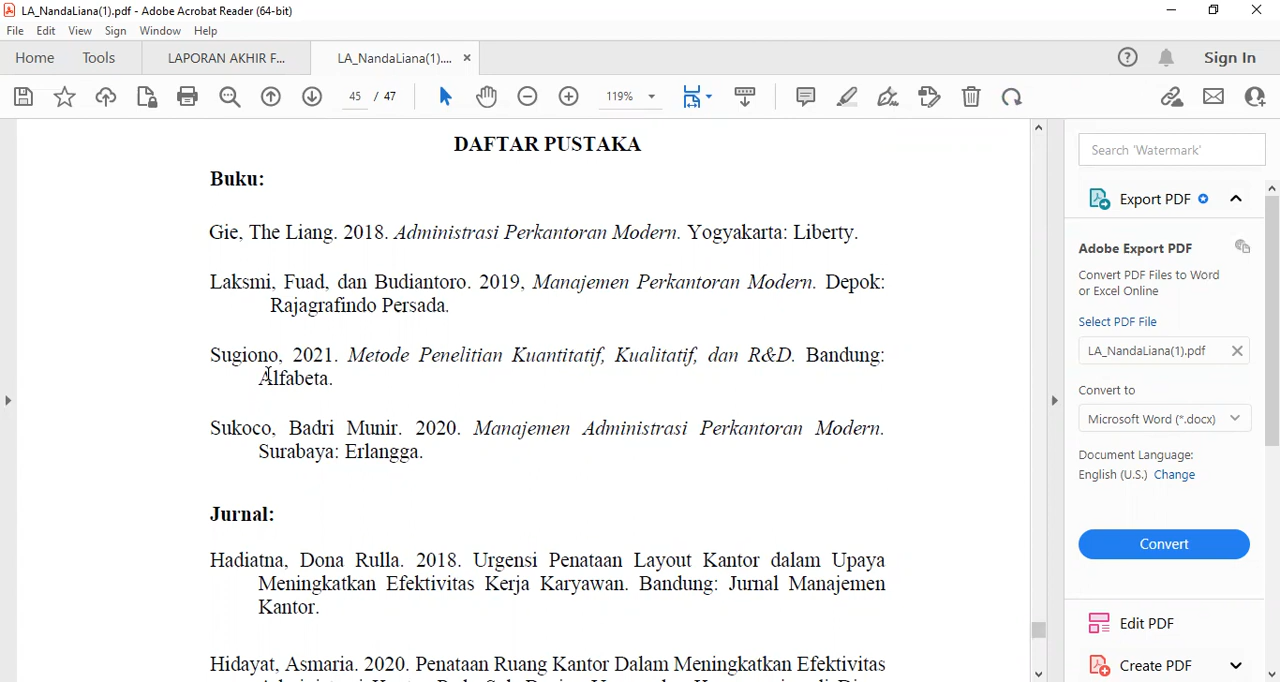 LA_NandaLiana(1).pdf - Adobe Acrobat Reader (64-bit)
File Edit View Sign Window Help
Home Tools LAPORAN AKHIR F... LA_NandaLiana(1).... × Sign In
45 / 47 119%
DAFTAR PUSTAKA
Buku:
Gie, The Liang. 2018. Administrasi Perkantoran Modern. Yogyakarta: Liberty.
Laksmi, Fuad, dan Budiantoro. 2019, Manajemen Perkantoran Modern. Depok:
Rajagrafindo Persada.
Sugiono, 2021. Metode Penelitian Kuantitatif, Kualitatif, dan R&D. Bandung:
Alfabeta.
Sukoco, Badri Munir. 2020. Manajemen Administrasi Perkantoran Modern.
Surabaya: Erlangga.
Jurnal:
Hadiatna, Dona Rulla. 2018. Urgensi Penataan Layout Kantor dalam Upaya
Meningkatkan Efektivitas Kerja Karyawan. Bandung: Jurnal Manajemen
Kantor.
Hidayat, Asmaria. 2020. Penataan Ruang Kantor Dalam Meningkatkan Efektivitas
Search 'Watermark'
Export PDF
Adobe Export PDF
Convert PDF Files to Word
or Excel Online
Select PDF File
LA_NandaLiana(1).pdf
Convert to
Microsoft Word (*.docx)
Document Language:
English (U.S.) Change
Convert
Edit PDF
Create PDF